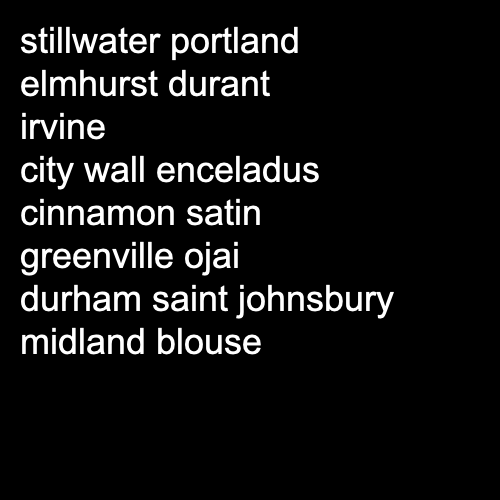 stillwater portland
elmhurst durant
irvine
city wall enceladus
cinnamon satin
greenville ojai
durham saint johnsbury
midland blouse